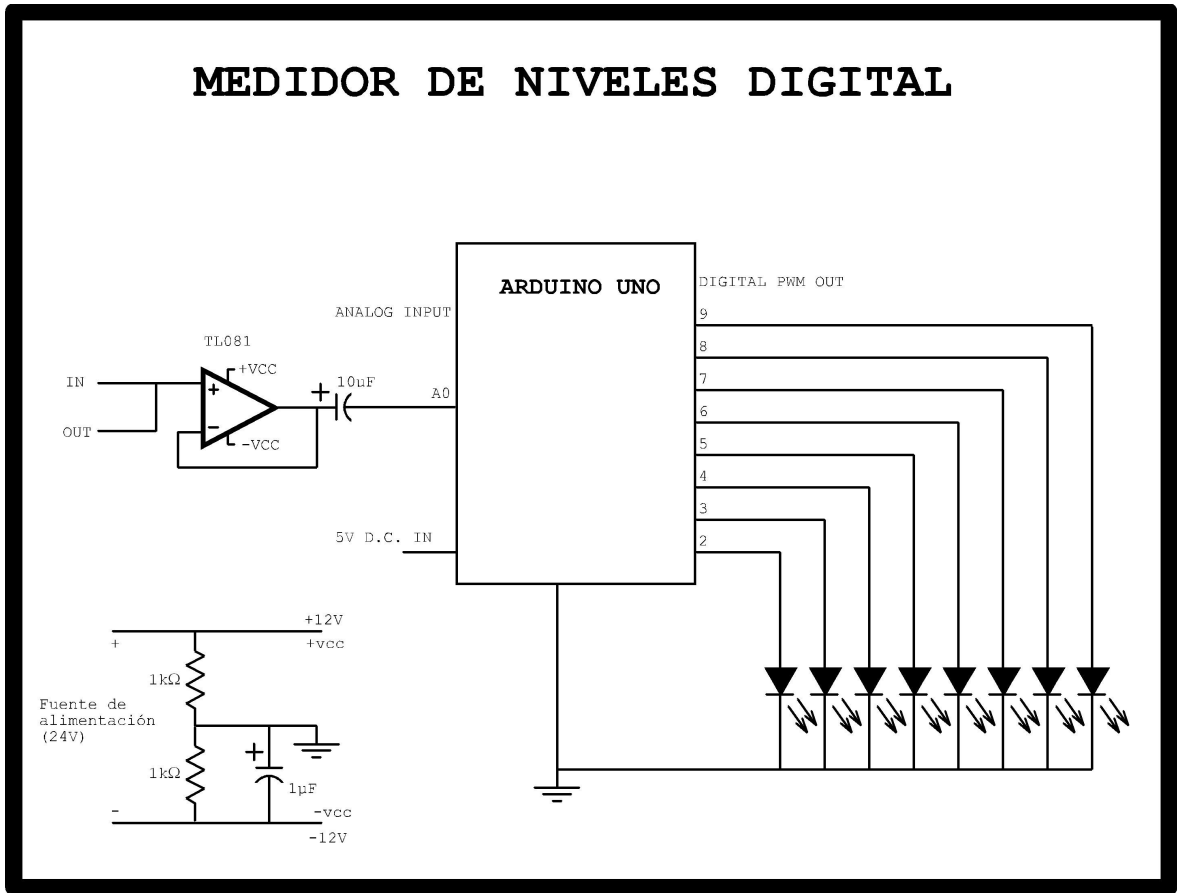 MEDIDOR DE NIVELES DIGITAL
ARDUINO UNO
DIGITAL PWM OUT
ANALOG INPUT
9
TL081
8
+VCC
IN
+
+
10uF
A0
7
6
OUT
-
-VCC
5
4
3
5V D.C. IN
2
+12V
+
+vcc
1kΩ
Fuente de
alimentación
(24V)
+
1kΩ
1µF
-
-vcc
-12V